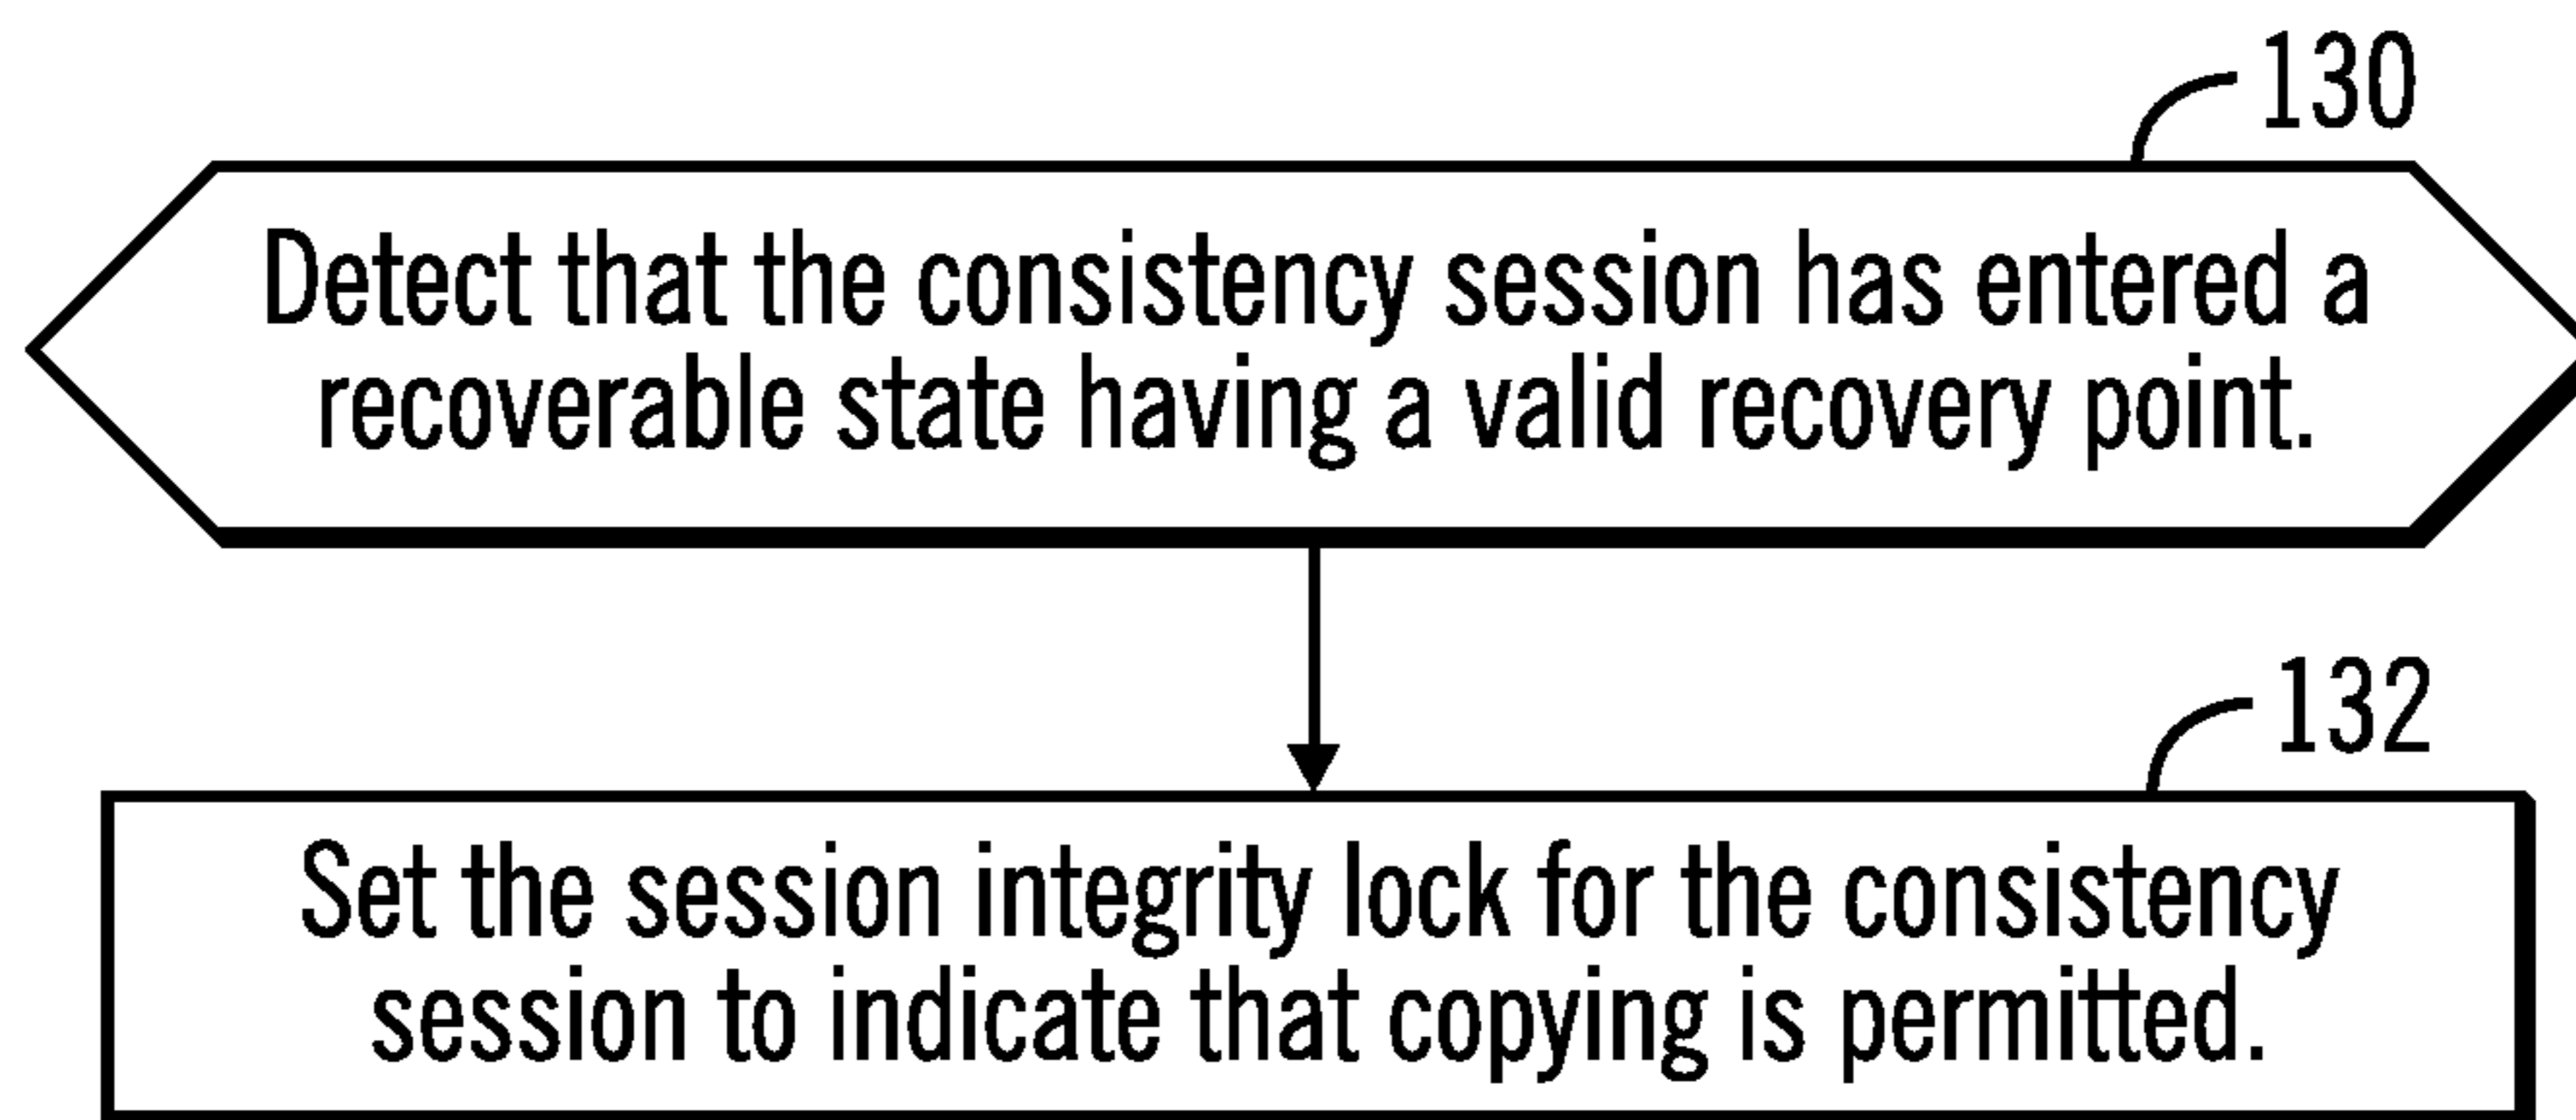 130
Detect that the consistency session has entered a
recoverable state having a valid recovery point.
132
Set the session integrity lock for the consistency
session to indicate that copying is permitted.